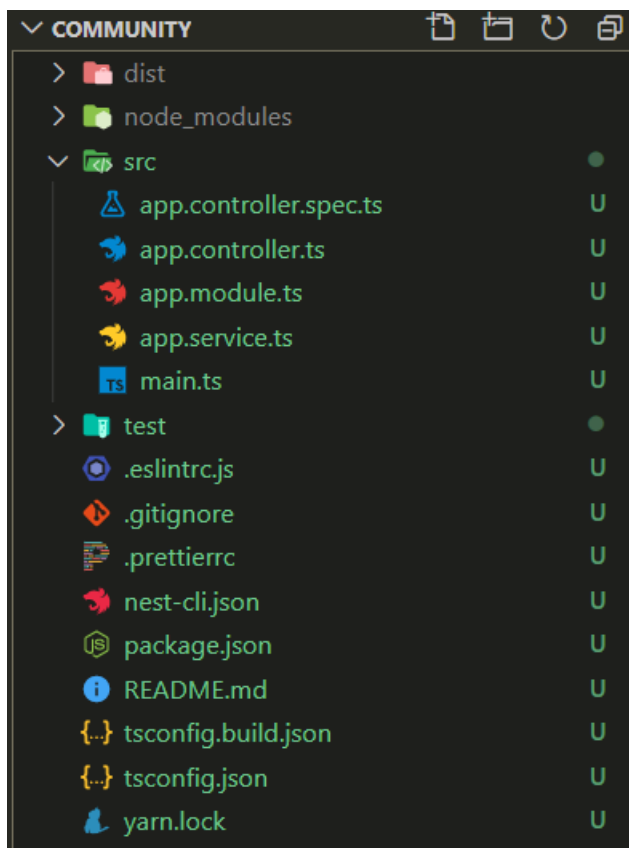 COMMUNITY
dist
node_modules
src
app.controller.spec.ts U
app.controller.ts U
app.module.ts U
app.service.ts U
TS main.ts U
test
.eslintrc.js U
.gitignore U
.prettierrc U
nest-cli.json U
JS package.json U
i README.md U
{..} tsconfig.build.json U
{..} tsconfig.json U
yarn.lock U